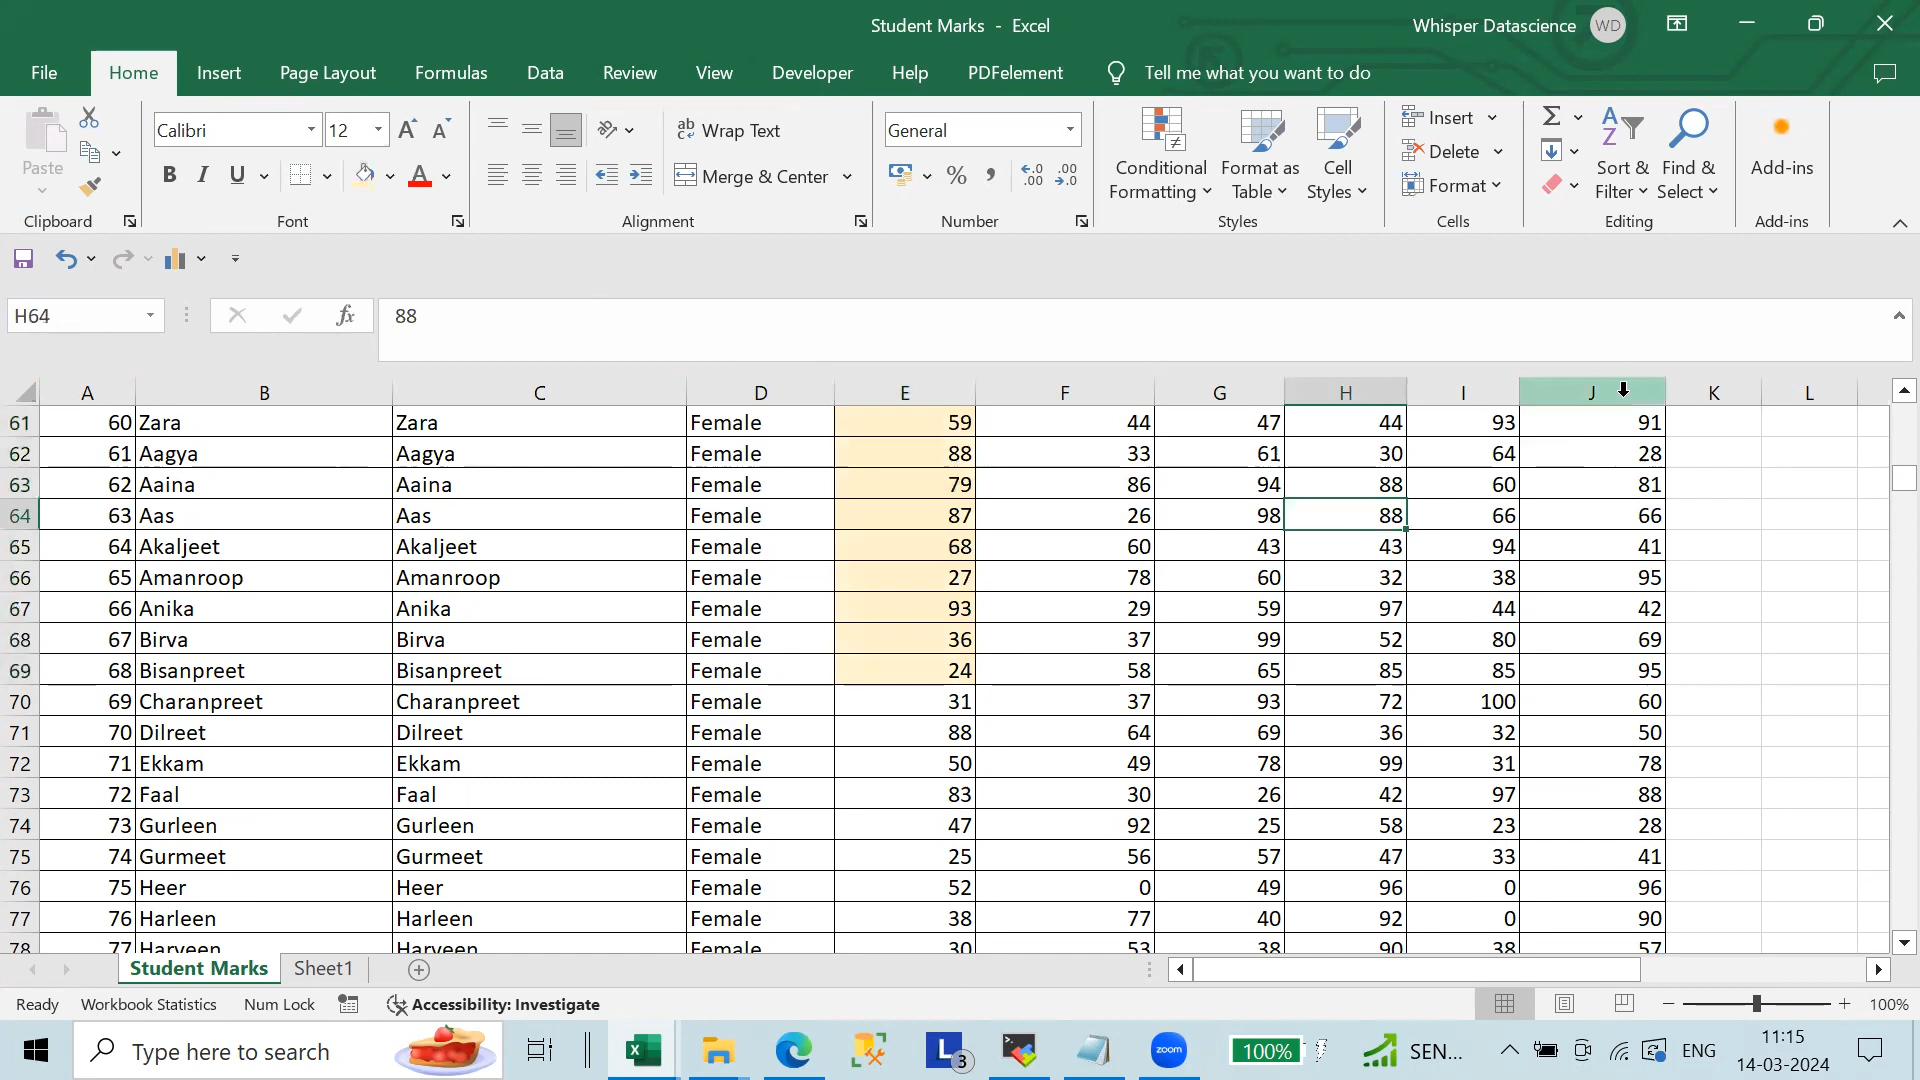 Student Marks - Excel
Whisper Datascience
WD
File Home Insert Page Layout Formulas Data Review View Developer Help PDFelement Tell me what you want to do
Paste
Clipboard
Calibri 12
B I U A
Font
Wrap Text
Merge & Center
Alignment
General
% , .00
Number
Conditional Formatting
Format as Table
Cell Styles
Styles
Insert
Delete
Format
Cells
Sort & Filter
Find & Select
Editing
Add-ins
Add-ins
H64 fx 88
A B C D E F G H I J K L
61 60 Zara Zara Female 59 44 47 44 93 91
62 61 Aagya Aagya Female 88 33 61 30 64 28
63 62 Aaina Aaina Female 79 86 94 88 60 81
64 63 Aas Aas Female 87 26 98 88 66 66
65 64 Akaljeet Akaljeet Female 68 60 43 43 94 41
66 65 Amanroop Amanroop Female 27 78 60 32 38 95
67 66 Anika Anika Female 93 29 59 97 44 42
68 67 Birva Birva Female 36 37 99 52 80 69
69 68 Bisanpreet Bisanpreet Female 24 58 65 85 85 95
70 69 Charanpreet Charanpreet Female 31 37 93 72 100 60
71 70 Dilreet Dilreet Female 88 64 69 36 32 50
72 71 Ekkam Ekkam Female 50 49 78 99 31 78
73 72 Faal Faal Female 83 30 26 42 97 88
74 73 Gurleen Gurleen Female 47 92 25 58 23 28
75 74 Gurmeet Gurmeet Female 25 56 57 47 33 41
76 75 Heer Heer Female 52 0 49 96 0 96
77 76 Harleen Harleen Female 38 77 40 92 0 90
78 77 Harveen Harveen Female 30 53 38 90 38 57
Student Marks Sheet1
Ready Workbook Statistics Num Lock Accessibility: Investigate 100%
Type here to search
L 3
zoom
100%
SEN...
ENG
11:15
14-03-2024